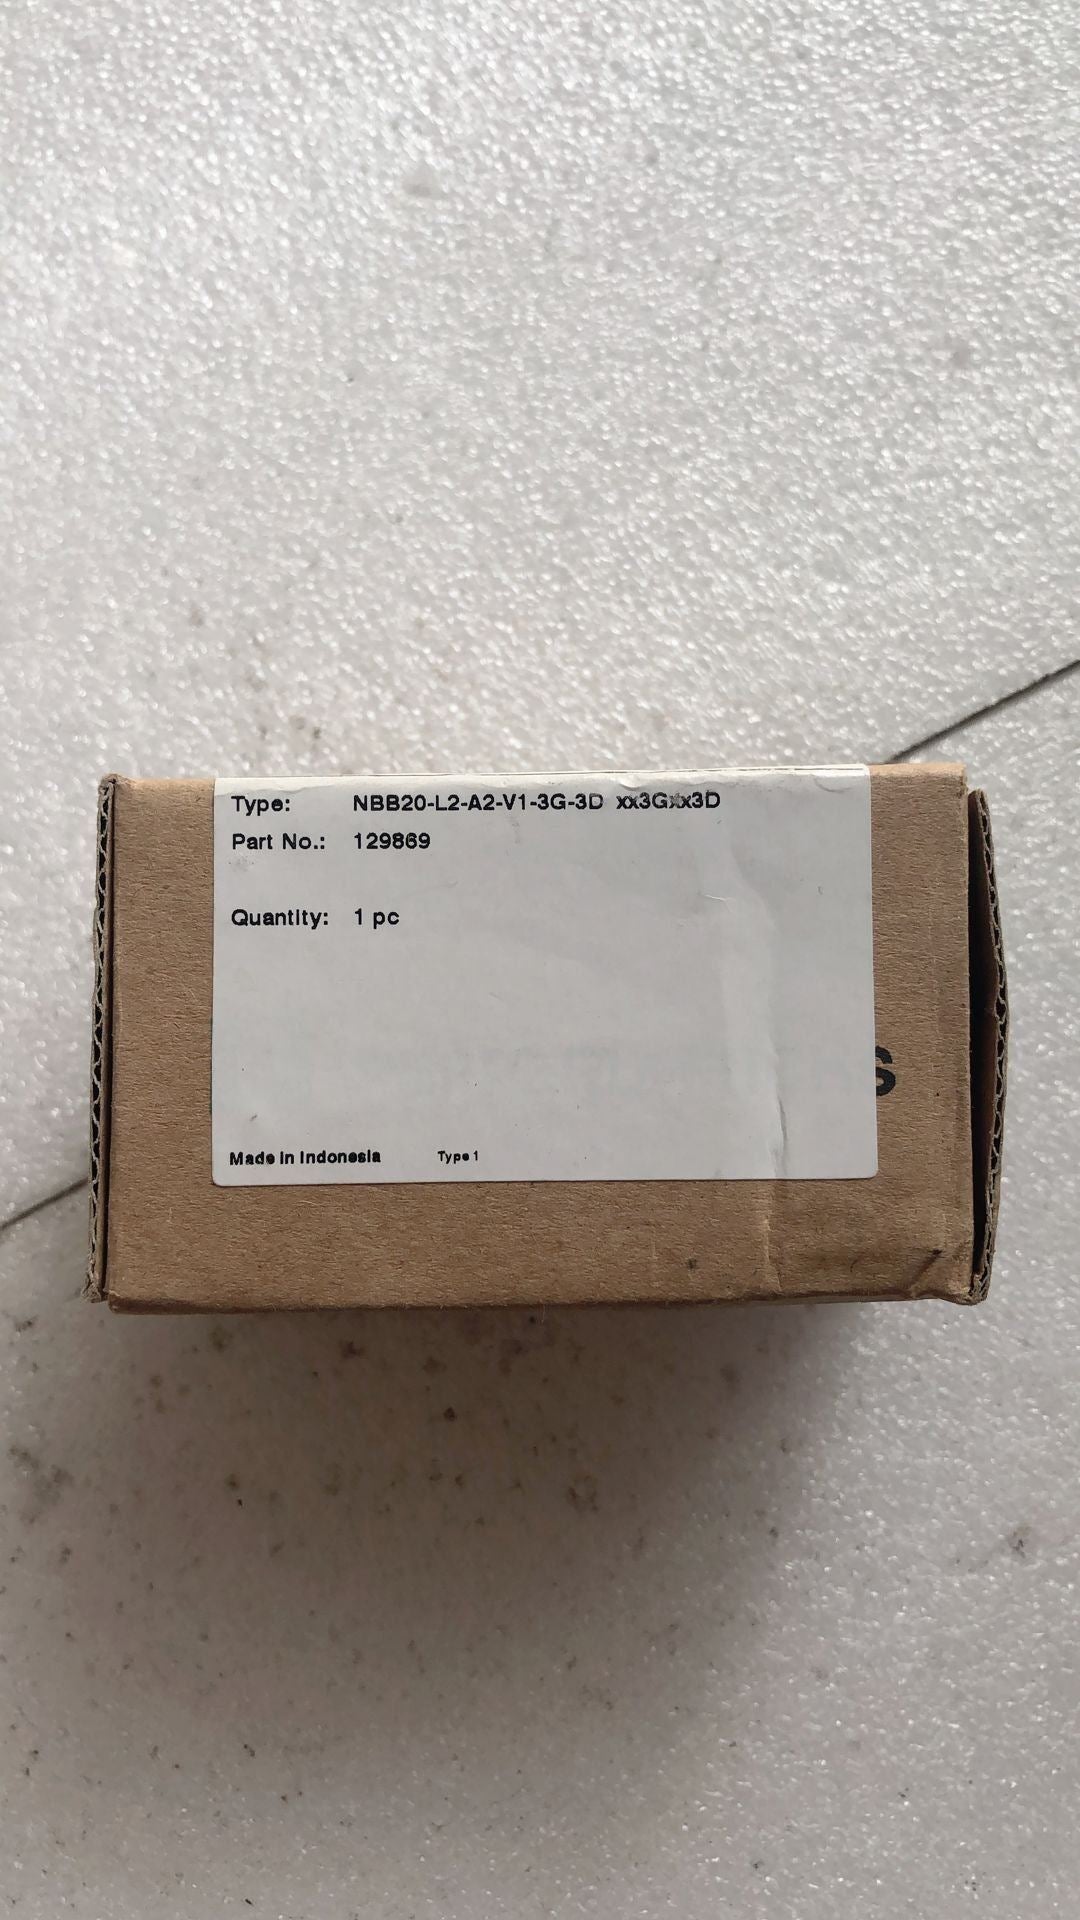 Type: NBB20-L2-A2-V1-3G-3D xx3Gxx3D
Part No.: 129869
Quantity: 1 pc
S
Made in Indonesia Type 1